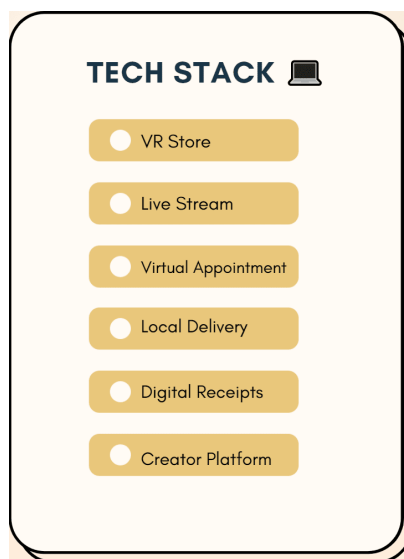 TECH STACK 💻
VR Store
Live Stream
Virtual Appointment
Local Delivery
Digital Receipts
Creator Platform